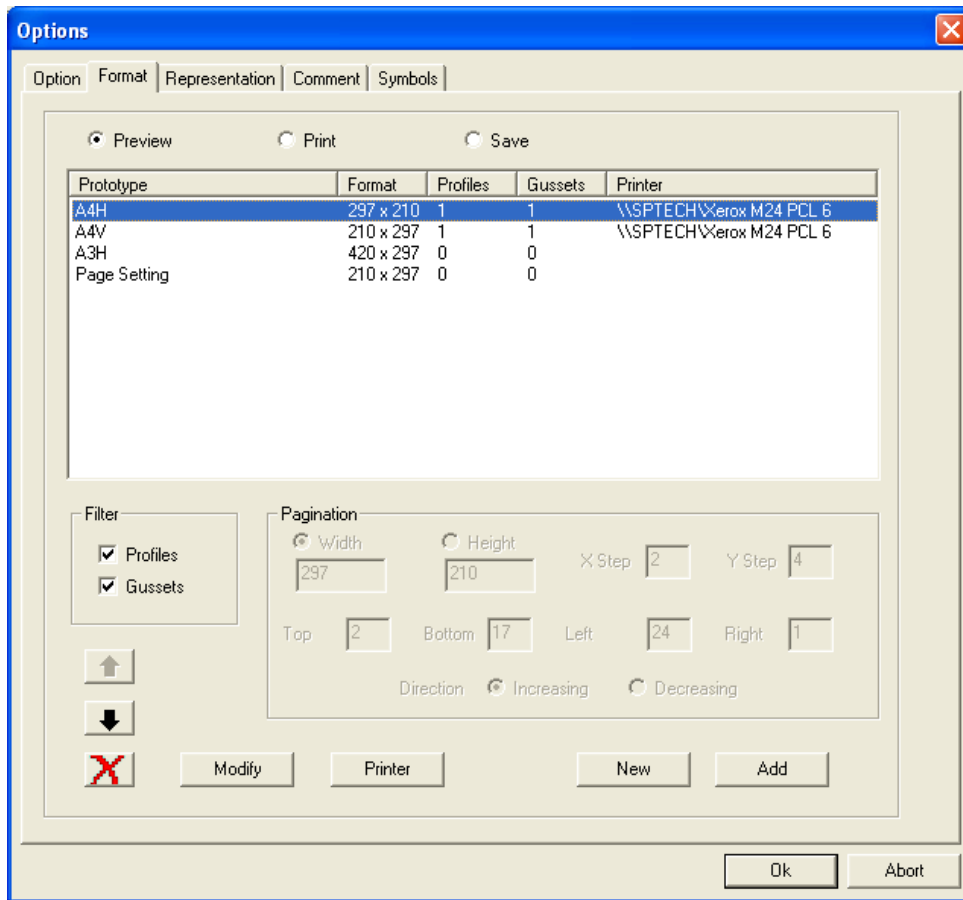 Options
Option Format Representation Comment Symbols
Preview Print Save
Prototype Format Profiles Gussets Printer
A4H 297 x 210 1 1 \\SPTECH\Xerox M24 PCL 6
A4V 210 x 297 1 1 \\SPTECH\Xerox M24 PCL 6
A3H 420 x 297 0 0
Page Setting 210 x 297 0 0
Filter
Profiles
Gussets
Pagination
Width Height
297 210 X Step 2 Y Step 4
Top 2 Bottom 17 Left 24 Right 1
Direction Increasing Decreasing
Modify Printer New Add
Ok Abort